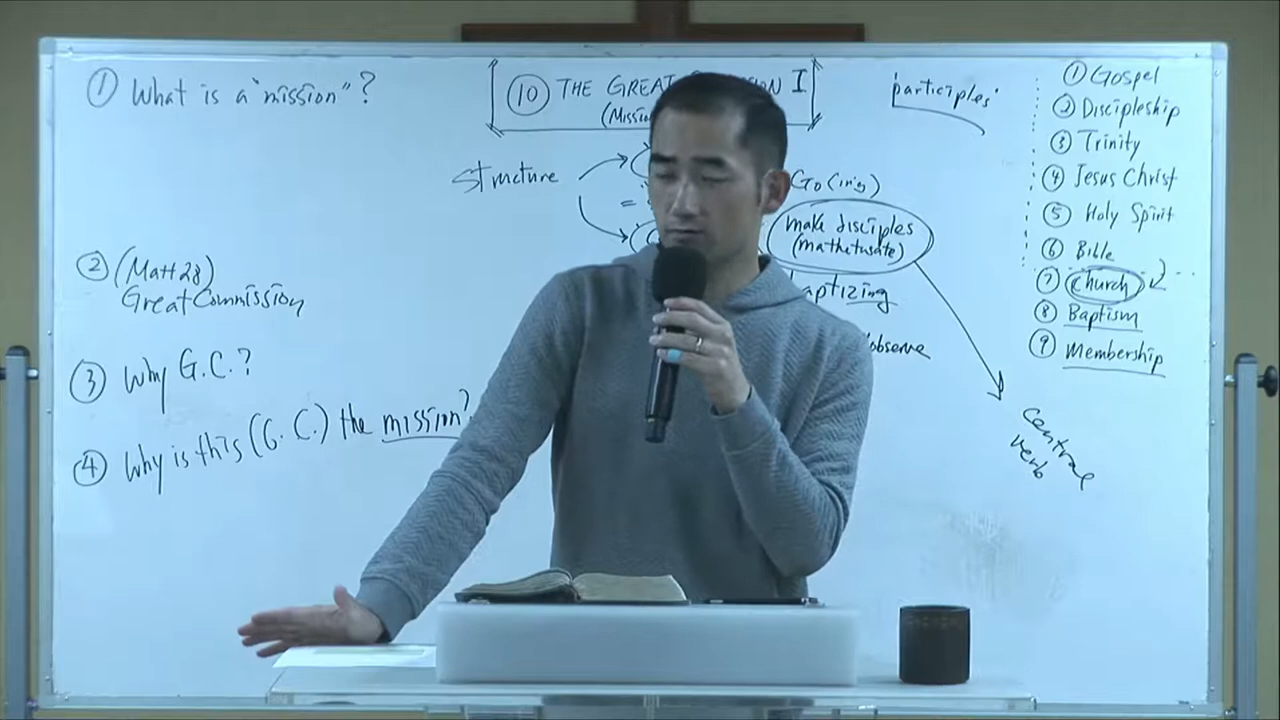 ① What is a "mission"?
② (Matt 28)
Great Commission
③ Why G.C.?
④ Why is this (G.C.) the mission?
⑩ THE GREAT I
(Missio
Structure
=
participles
Go(ing)
make disciples
(mathetusate)
aptizing
observe
central
verb
① Gospel
② Discipleship
③ Trinity
④ Jesus Christ
⑤ Holy Spirit
⑥ Bible
⑦ Church
⑧ Baptism
⑨ Membership